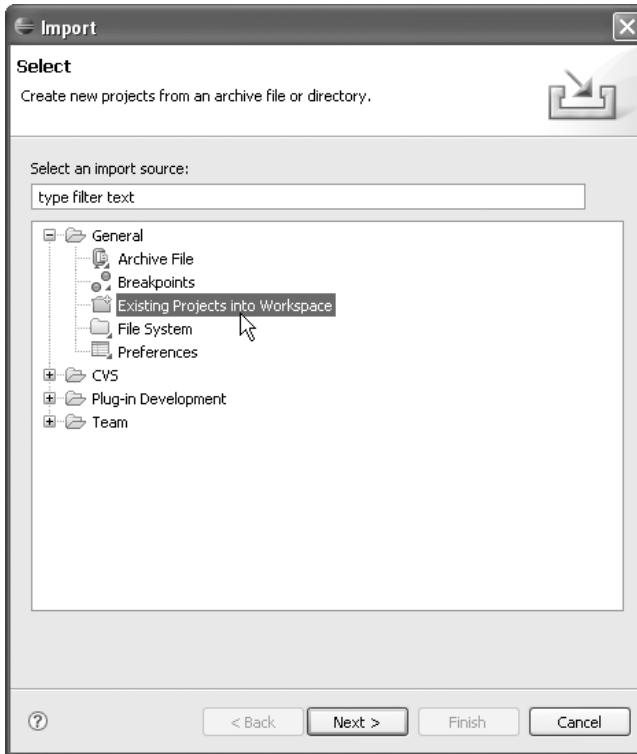 Import
Select
Create new projects from an archive file or directory.
Select an import source:
type filter text
General
Archive File
Breakpoints
Existing Projects into Workspace
File System
Preferences
CVS
Plug-in Development
Team
< Back Next > Finish Cancel